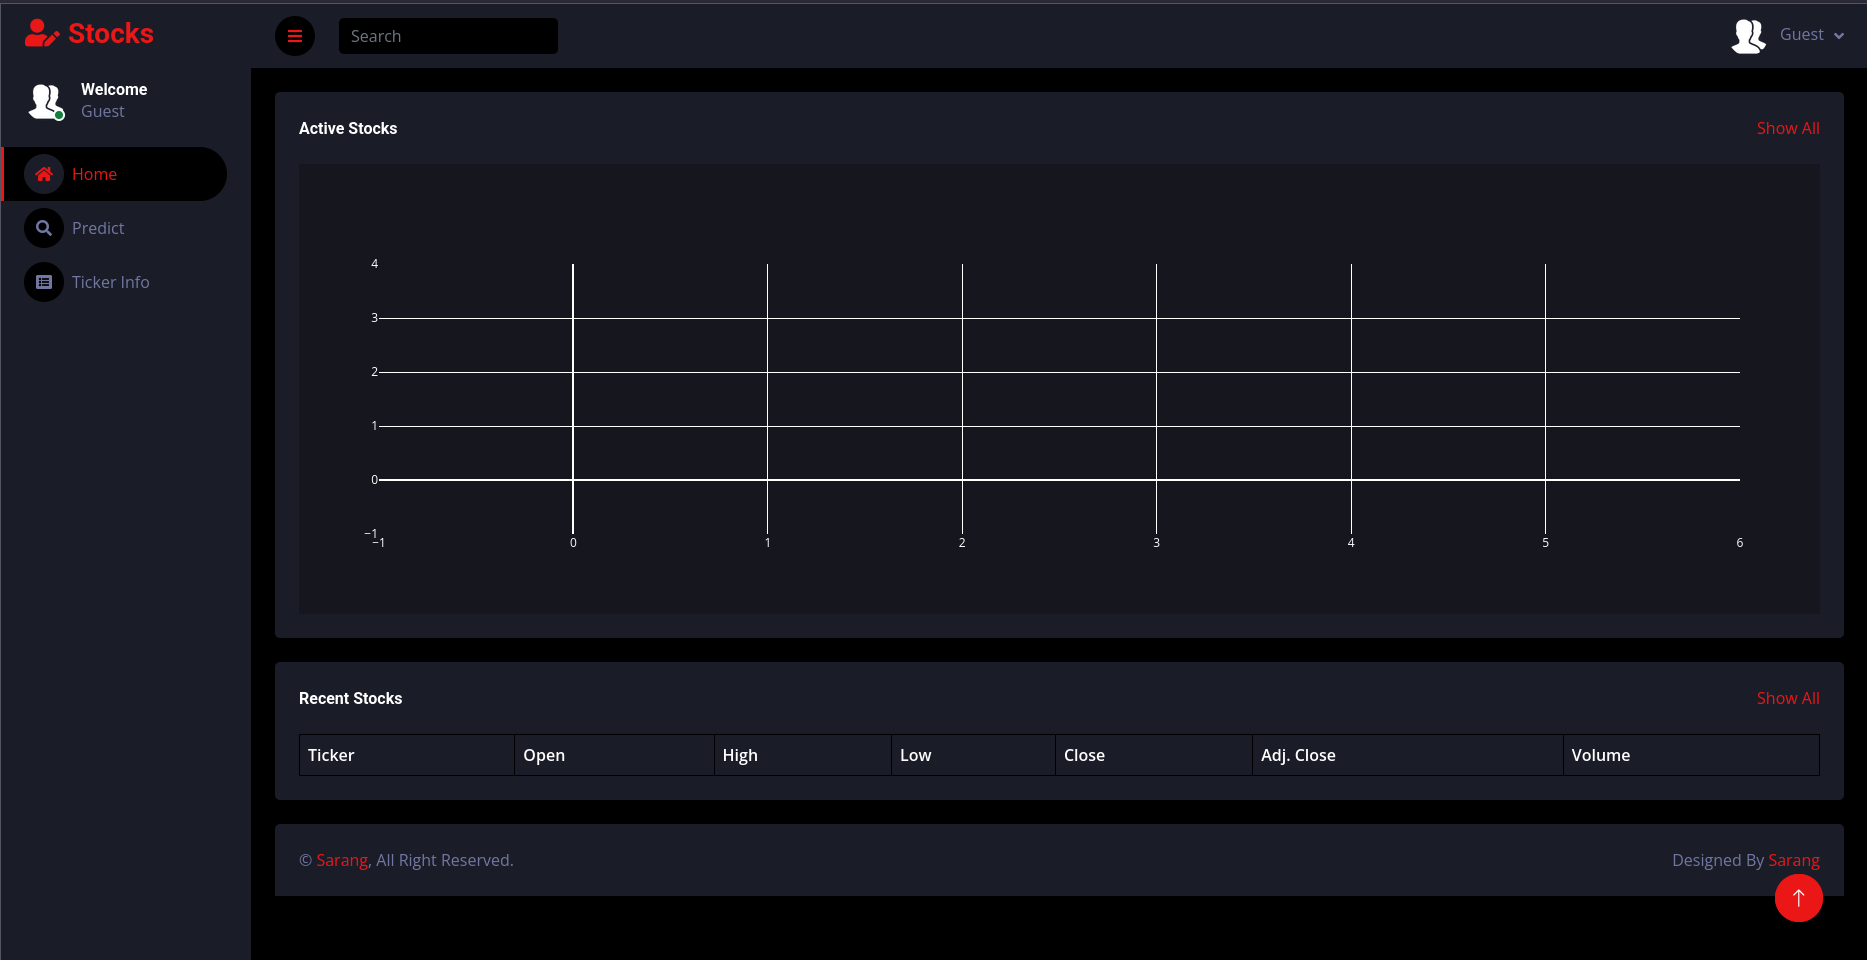 Stocks
Search
Guest
Welcome
Guest
Home
Predict
Ticker Info
Active Stocks
Show All
4
3
2
1
0
−1
−1 0 1 2 3 4 5 6
Recent Stocks
Show All
Ticker Open High Low Close Adj. Close Volume
© Sarang, All Right Reserved.
Designed By Sarang